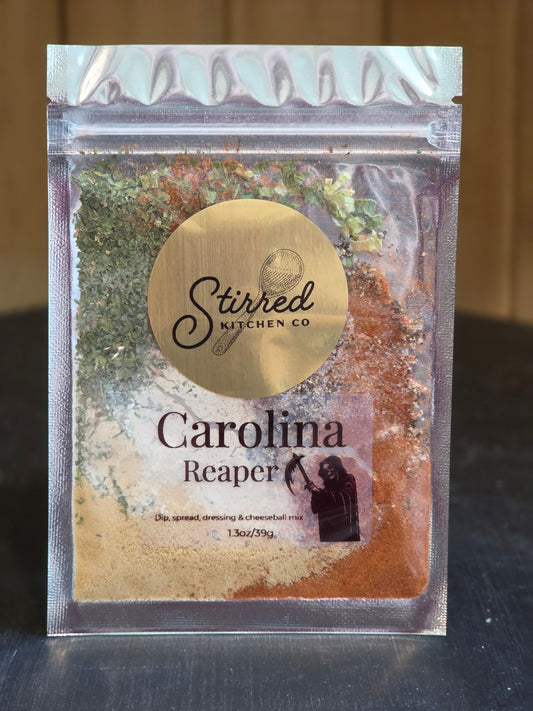 Stirred
KITCHEN CO
Carolina
Reaper
Dip, spread, dressing & cheeseball mix
1.3oz/39g